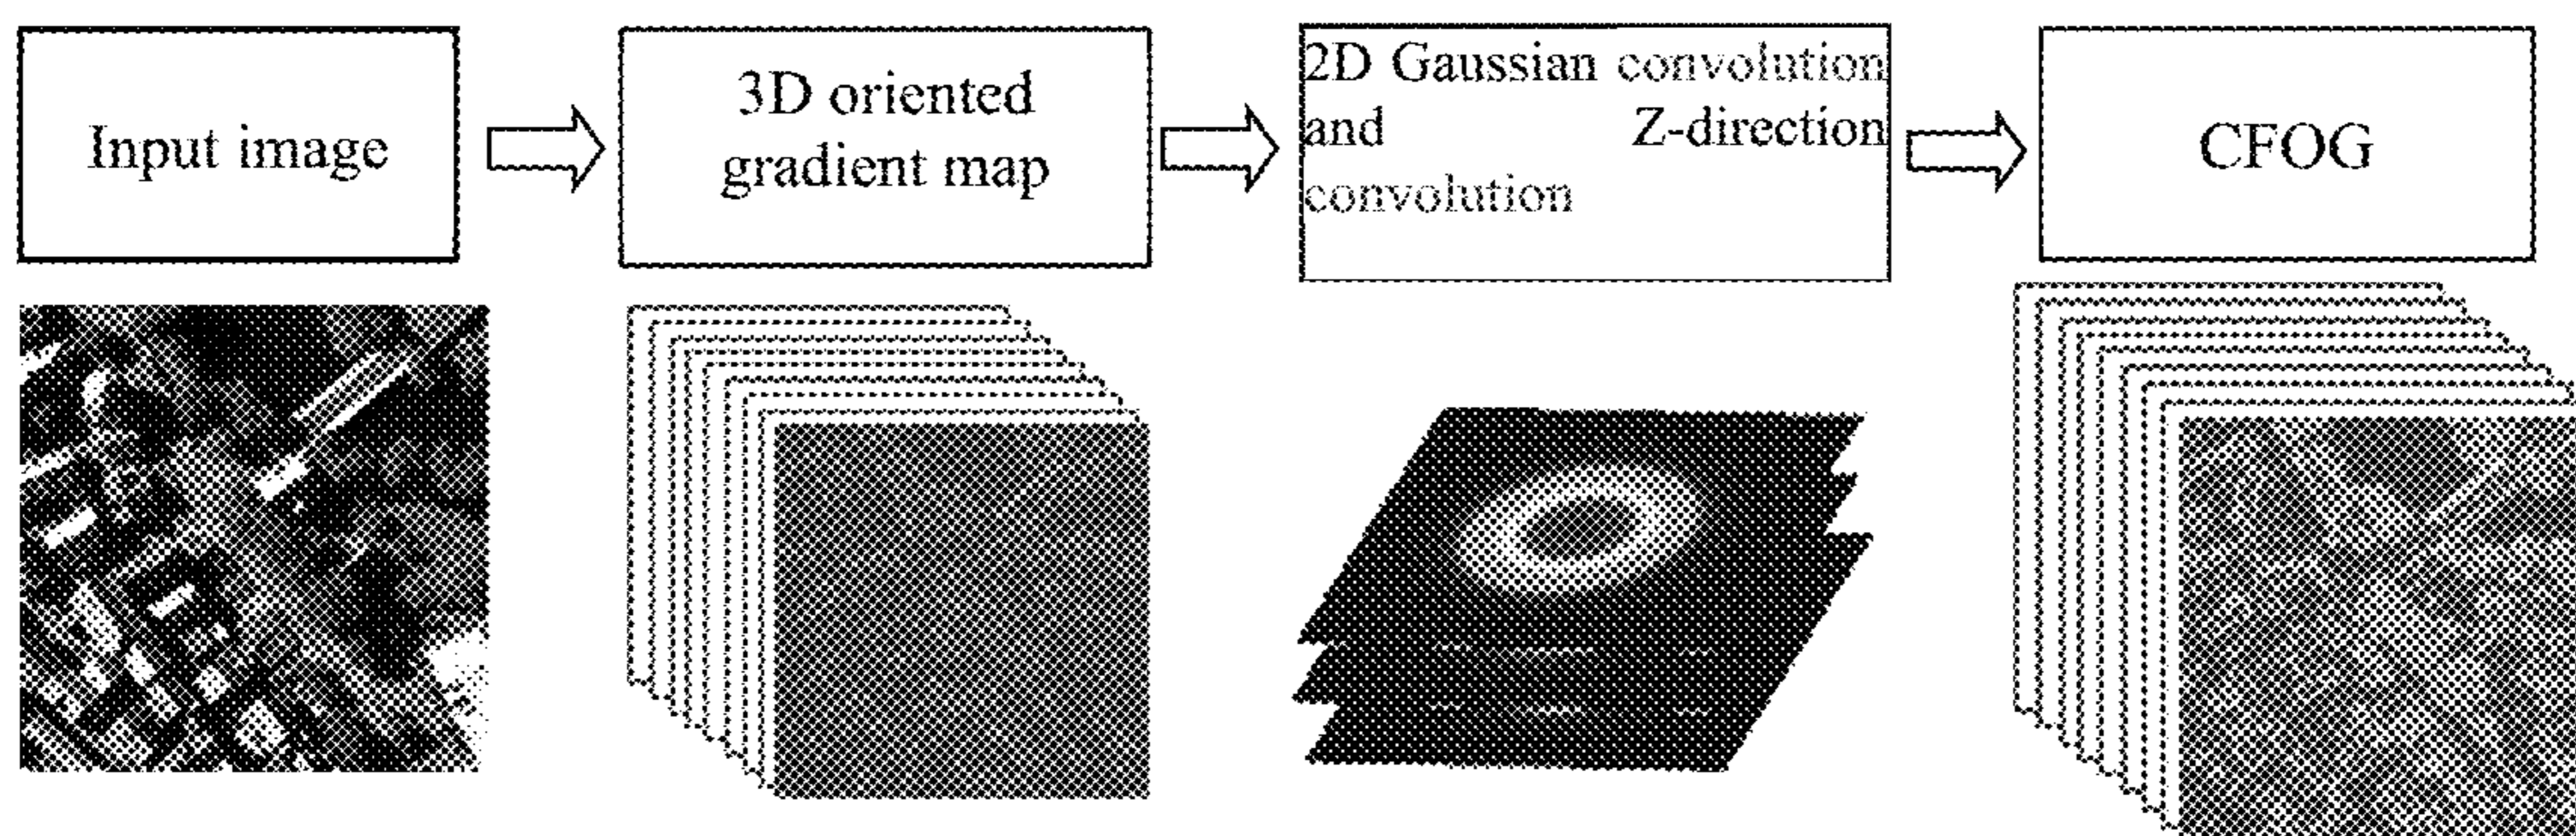 Input image
3D oriented
gradient map
2D Gaussian convolution
and Z-direction
convolution
CFOG